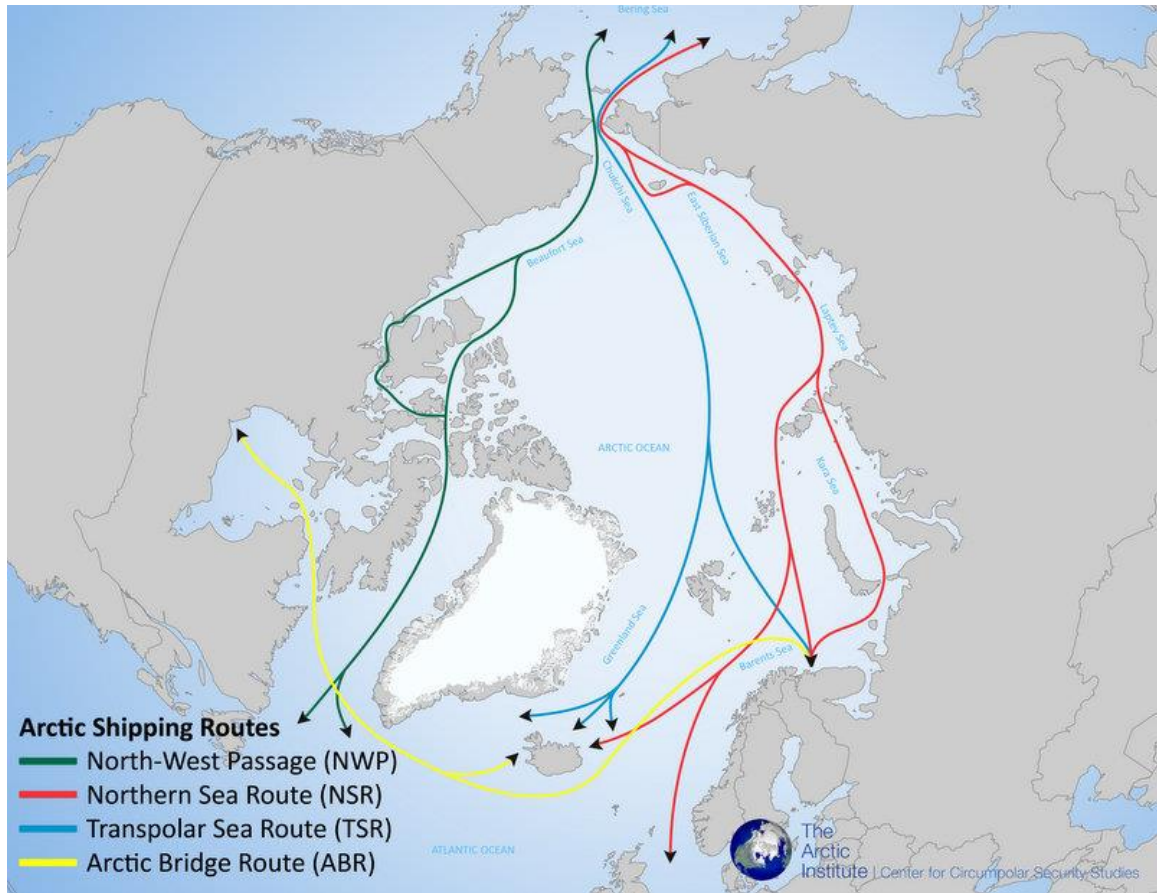 Bering Sea
Chukchi Sea
East Siberian Sea
Beaufort Sea
Laptev Sea
ARCTIC OCEAN
Kara Sea
Greenland Sea
Barents Sea
Arctic Shipping Routes
North-West Passage (NWP)
Northern Sea Route (NSR)
Transpolar Sea Route (TSR)
Arctic Bridge Route (ABR)
ATLANTIC OCEAN
The
Arctic
Institute | Center for Circumpolar Security Studies